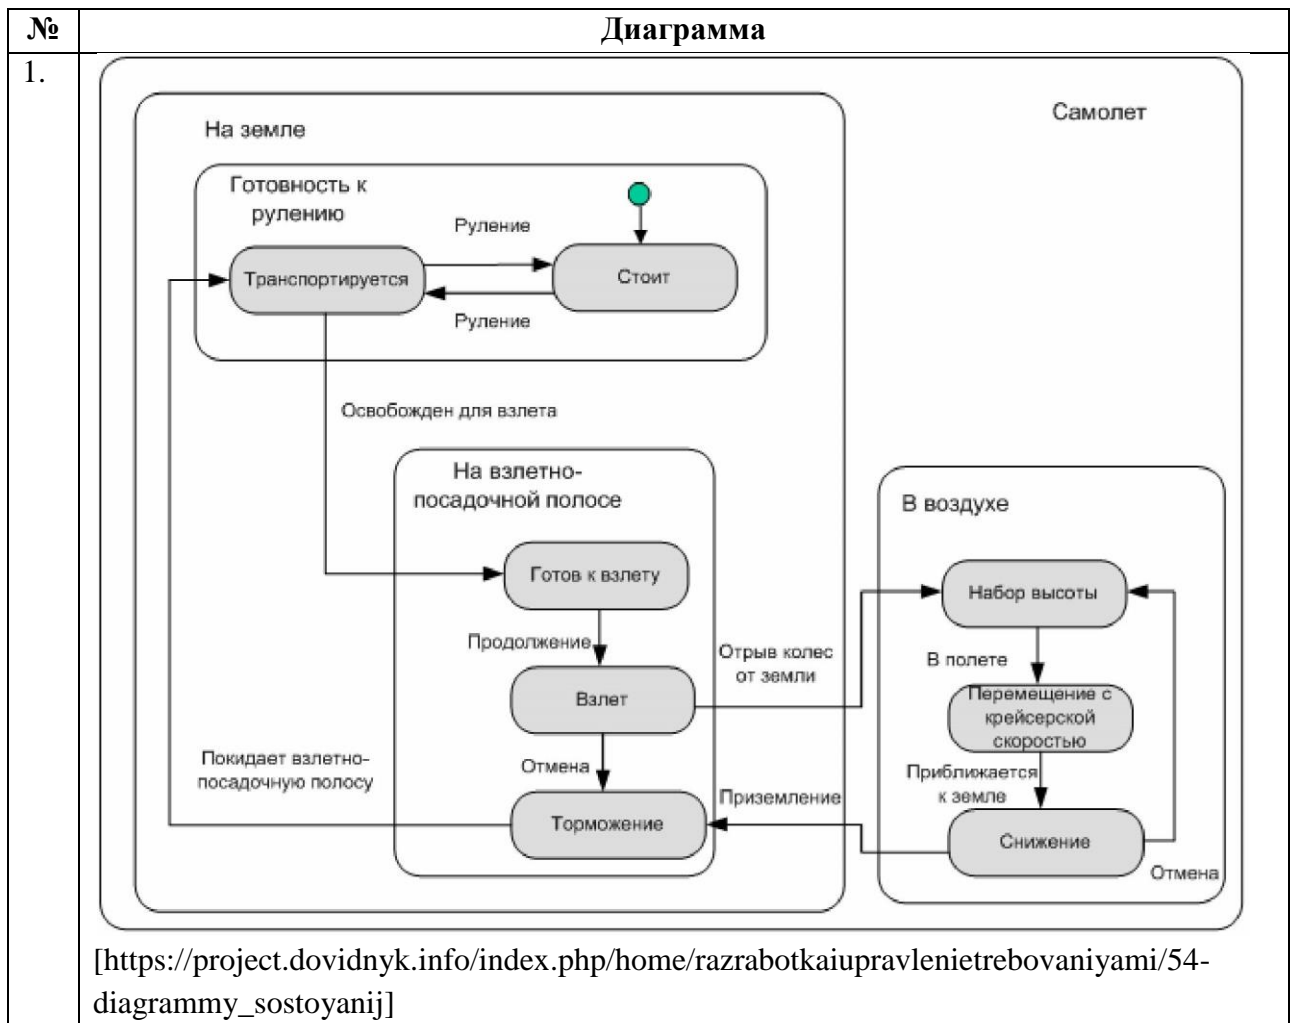 №
Диаграмма
1.
Самолет
На земле
Готовность к
рулению
Руление
Транспортируется
Стоит
Руление
Освобожден для взлета
На взлетно-
посадочной полосе
В воздухе
Готов к взлету
Набор высоты
Продолжение
Отрыв колес
от земли
В полете
Взлет
Перемещение с
крейсерской
скоростью
Покидает взлетно-
посадочную полосу
Отмена
Приближается
к земле
Приземление
Торможение
Снижение
Отмена
[https://project.dovidnyk.info/index.php/home/razrabotkaiupravlenietrebovaniyami/54-
diagrammy_sostoyanij]